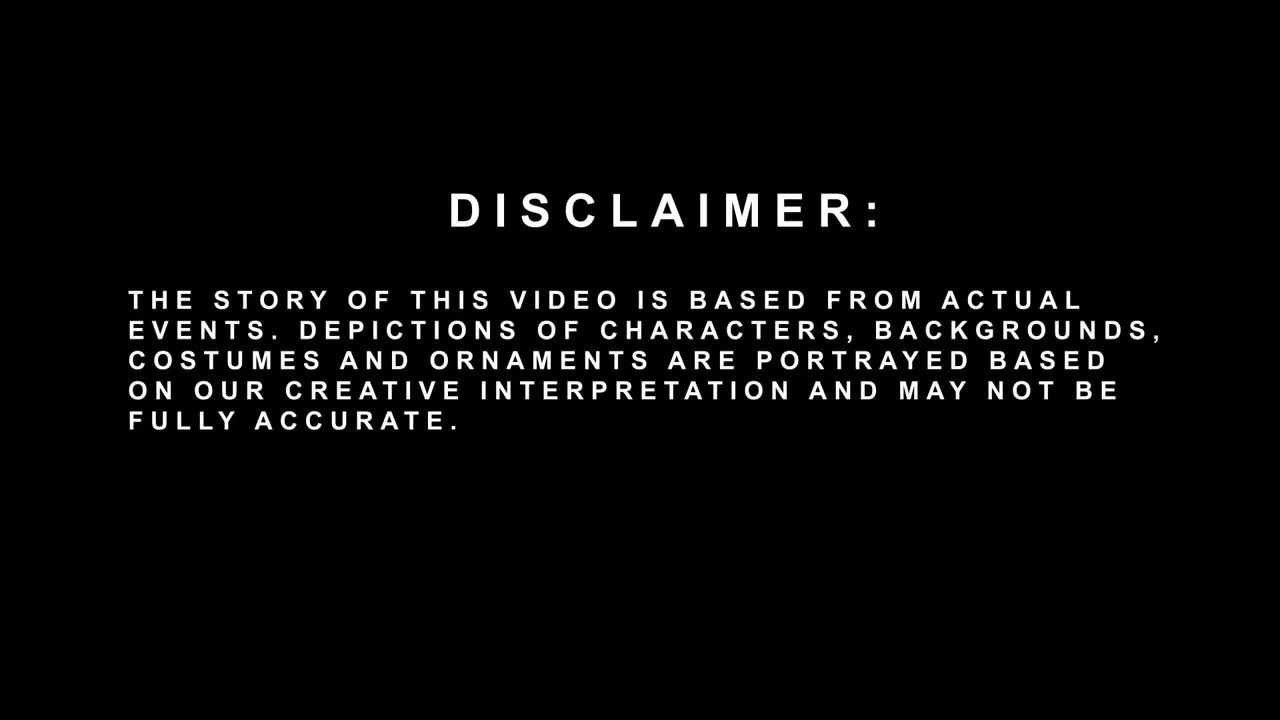 DISCLAIMER:
THE STORY OF THIS VIDEO IS BASED FROM ACTUAL
EVENTS. DEPICTIONS OF CHARACTERS, BACKGROUNDS,
COSTUMES AND ORNAMENTS ARE PORTRAYED BASED
ON OUR CREATIVE INTERPRETATION AND MAY NOT BE
FULLY ACCURATE.